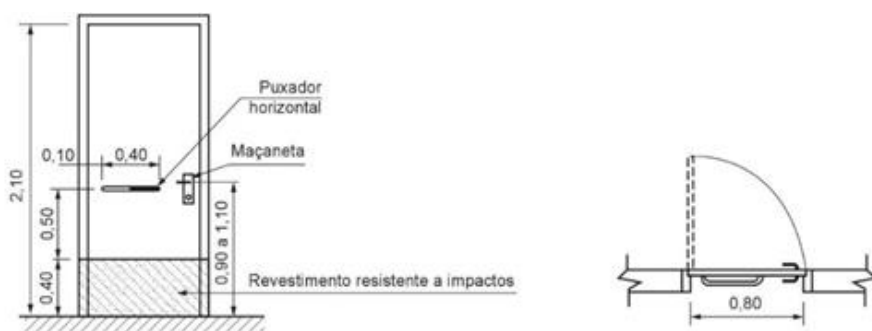 2,10
0,10
0,40
0,50
0,40
0,90 a 1,10
Puxador
horizontal
Maçaneta
Revestimento resistente a impactos
0,80